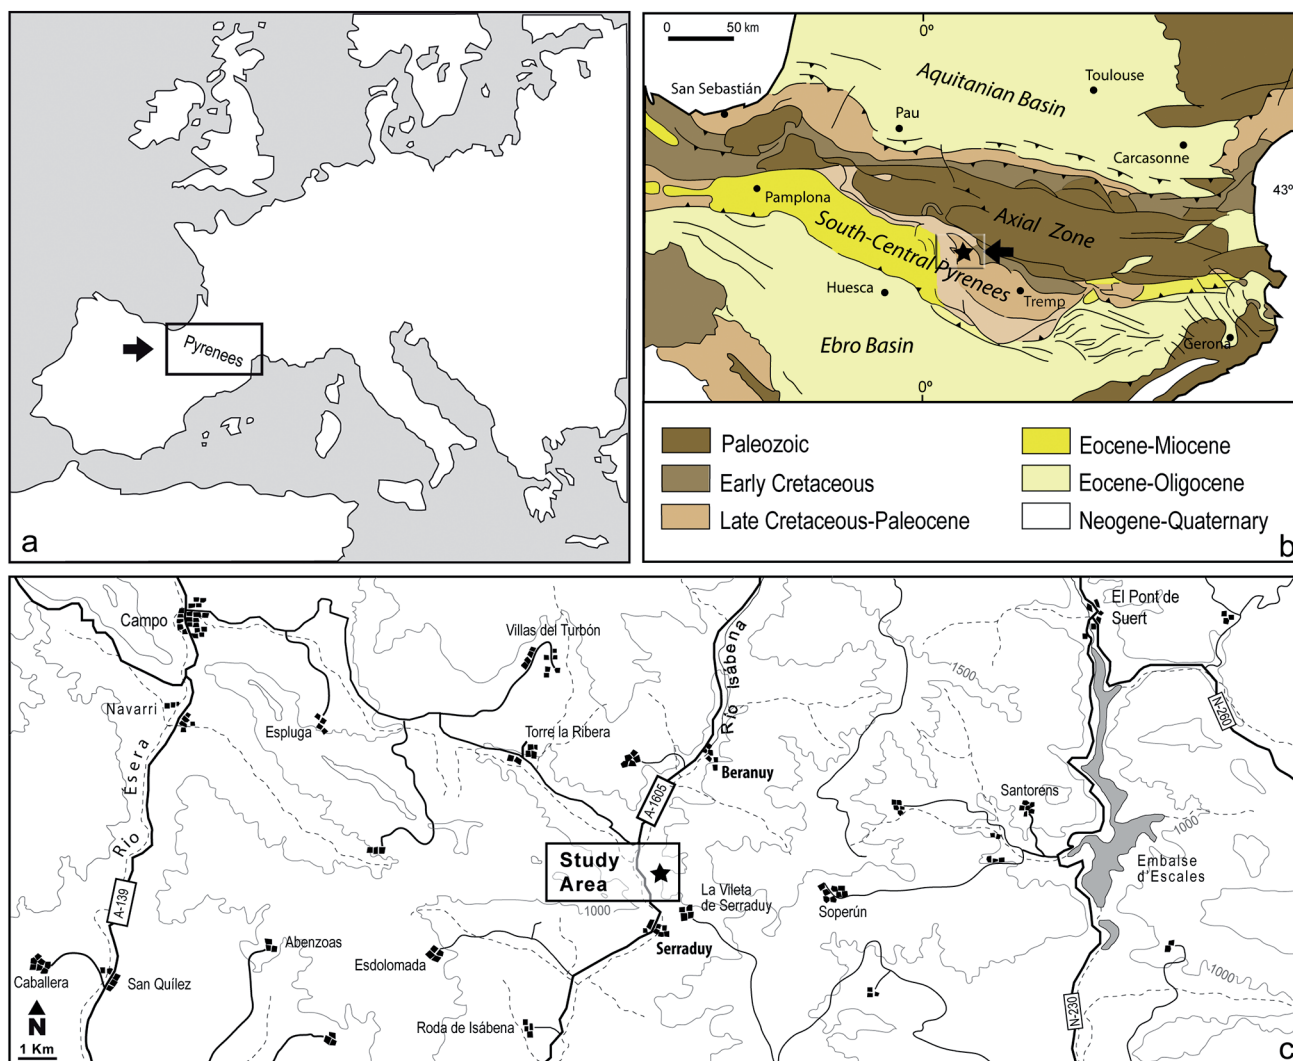 Pyrenees
a
0
50 km
0º
San Sebastián
Aquitanian Basin
Toulouse
Pau
Carcasonne
43º
Pamplona
Axial Zone
South-Central Pyrenees
Huesca
Tremp
Ebro Basin
Gerona
0º
Paleozoic
Early Cretaceous
Late Cretaceous-Paleocene
Eocene-Miocene
Eocene-Oligocene
Neogene-Quaternary
b
Campo
Villas del Turbón
Río Isábena
El Pont de
Suert
1500
N-260
Navarri
Espluga
Torre la Ribera
Beranuy
Río Esera
A-1605
Santorens
1000
Embalse
d'Escales
Study
Area
1000
La Vileta
de Serraduy
Soperún
A-139
Abenzoas
Esdolomada
Serraduy
Caballera
San Quílez
1000
N-230
Roda de Isábena
N
1 Km
c